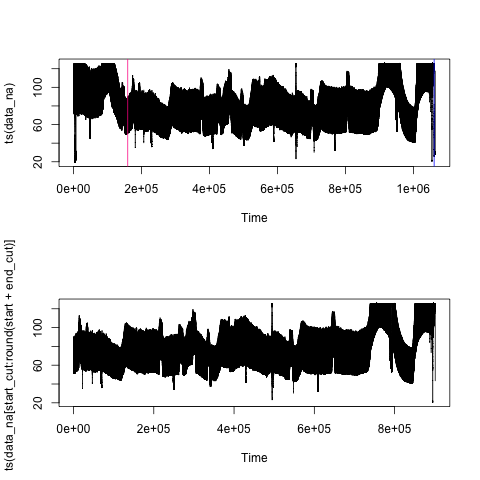 ts(data_na)
100
60
20
0e+00 2e+05 4e+05 6e+05 8e+05 1e+06
Time
ts(data_na[start_cut:round(start + end_cut)]
100
60
20
0e+00 2e+05 4e+05 6e+05 8e+05
Time